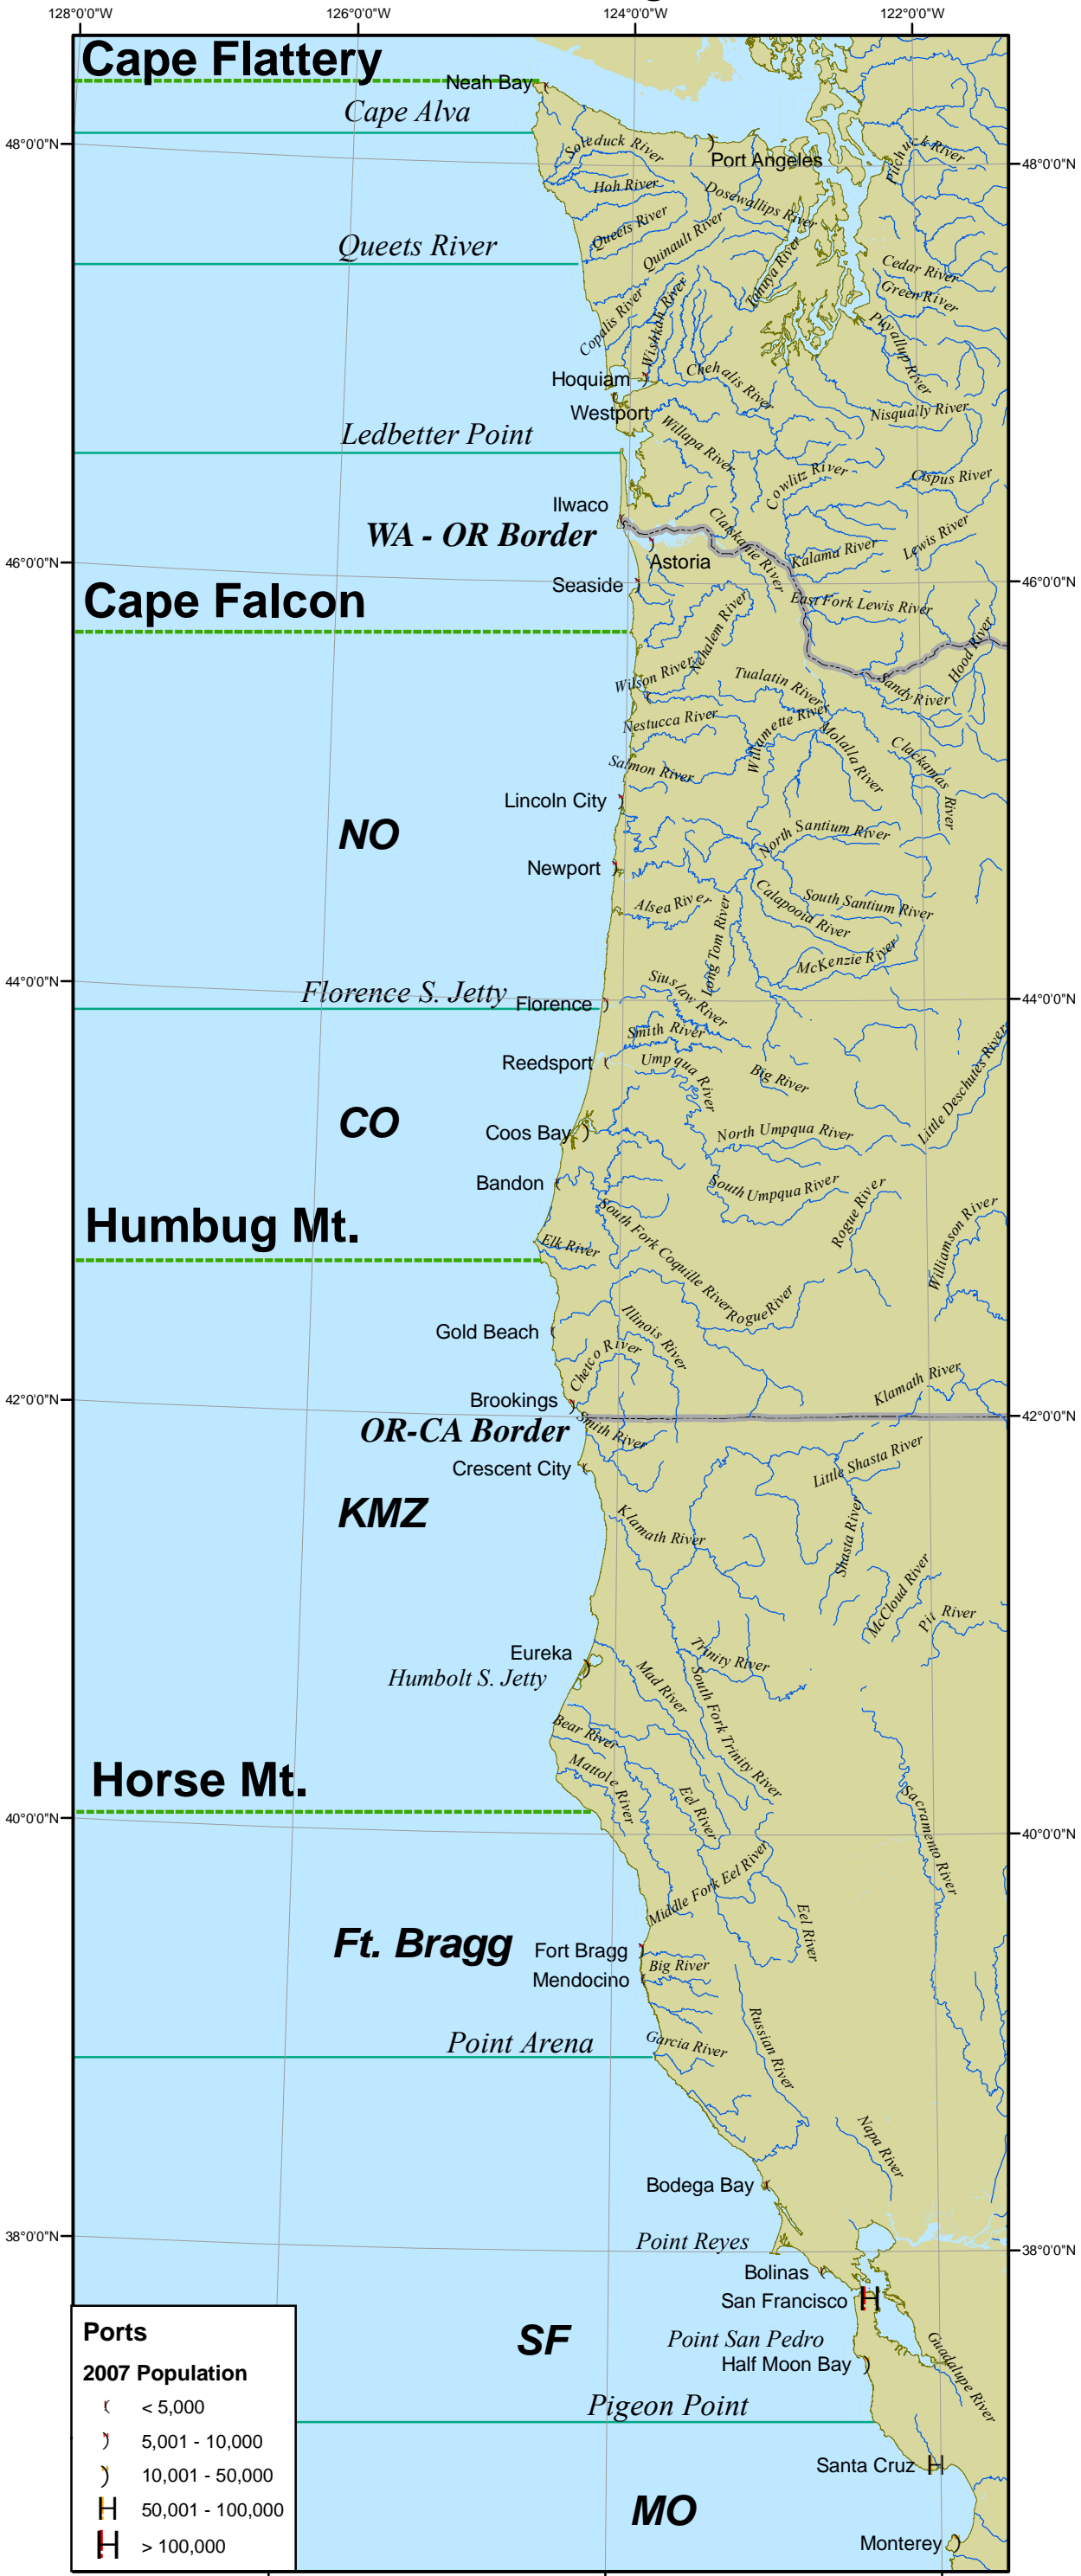 128°0'0"W
126°0'0"W
124°0'0"W
122°0'0"W
Cape Flattery
Neah Bay
Cape Alva
48°0'0"N
48°0'0"N
Port Angeles
Soleduck River
Pilchuck River
Hoh River
Dosewallips River
Queets River
Queets River
Quinault River
Tahuya River
Cedar River
Green River
Copalis River
Wishkah River
Puyallup River
Hoquiam
Chehalis River
Westport
Nisqually River
Ledbetter Point
Willapa River
Cowlitz River
Cispus River
Ilwaco
WA - OR Border
Clatskanie River
Lewis River
Astoria
Kalama River
46°0'0"N
46°0'0"N
Seaside
East Fork Lewis River
Cape Falcon
Nehalem River
Hood River
Wilson River
Tualatin River
Sandy River
Nestucca River
Willamette River
Molalla River
Clackamas River
Salmon River
Lincoln City
NO
North Santium River
Newport
Alsea River
Calapooia River
South Santium River
Long Tom River
McKenzie River
44°0'0"N
44°0'0"N
Florence S. Jetty
Florence
Siuslaw River
Smith River
Reedsport
Umpqua River
Big River
Little Deschutes River
CO
Coos Bay
North Umpqua River
Bandon
South Umpqua River
Humbug Mt.
South Fork Coquille River
Rogue River
Williamson River
Elk River
Gold Beach
Illinois River
Rogue River
Chetco River
42°0'0"N
42°0'0"N
Brookings
Klamath River
OR-CA Border
Smith River
Crescent City
Little Shasta River
KMZ
Klamath River
Shasta River
McCloud River
Pit River
Eureka
Humbolt S. Jetty
Trinity River
Mad River
South Fork Trinity River
Bear River
Horse Mt.
Mattole River
Eel River
Sacramento River
40°0'0"N
40°0'0"N
Middle Fork Eel River
Eel River
Ft. Bragg
Fort Bragg
Mendocino
Big River
Point Arena
Garcia River
Russian River
Napa River
Bodega Bay
38°0'0"N
38°0'0"N
Point Reyes
Bolinas
San Francisco
SF
Point San Pedro
Half Moon Bay
Guadalupe River
Pigeon Point
Santa Cruz
MO
Monterey
Ports
2007 Population
< 5,000
5,001 - 10,000
10,001 - 50,000
50,001 - 100,000
> 100,000